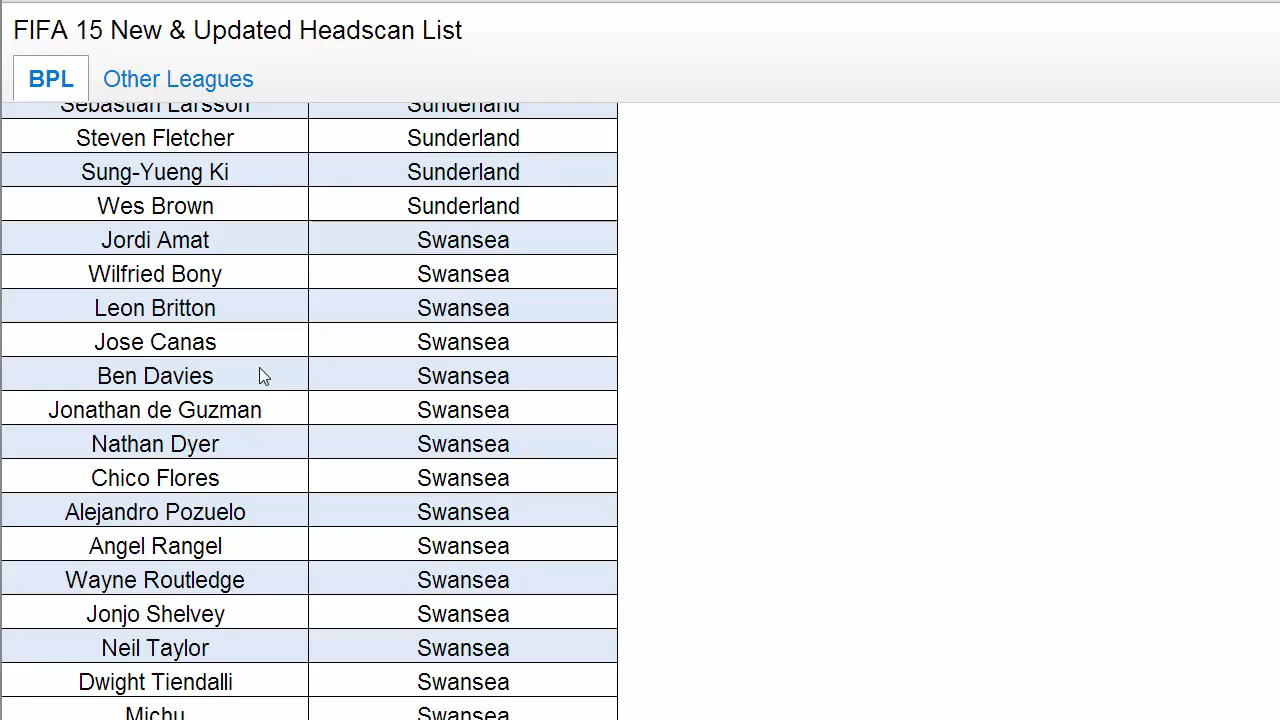 FIFA 15 New & Updated Headscan List
BPL Other Leagues
Sebastian Larsson Sunderland
Steven Fletcher Sunderland
Sung-Yueng Ki Sunderland
Wes Brown Sunderland
Jordi Amat Swansea
Wilfried Bony Swansea
Leon Britton Swansea
Jose Canas Swansea
Ben Davies Swansea
Jonathan de Guzman Swansea
Nathan Dyer Swansea
Chico Flores Swansea
Alejandro Pozuelo Swansea
Angel Rangel Swansea
Wayne Routledge Swansea
Jonjo Shelvey Swansea
Neil Taylor Swansea
Dwight Tiendalli Swansea
Michu Swansea